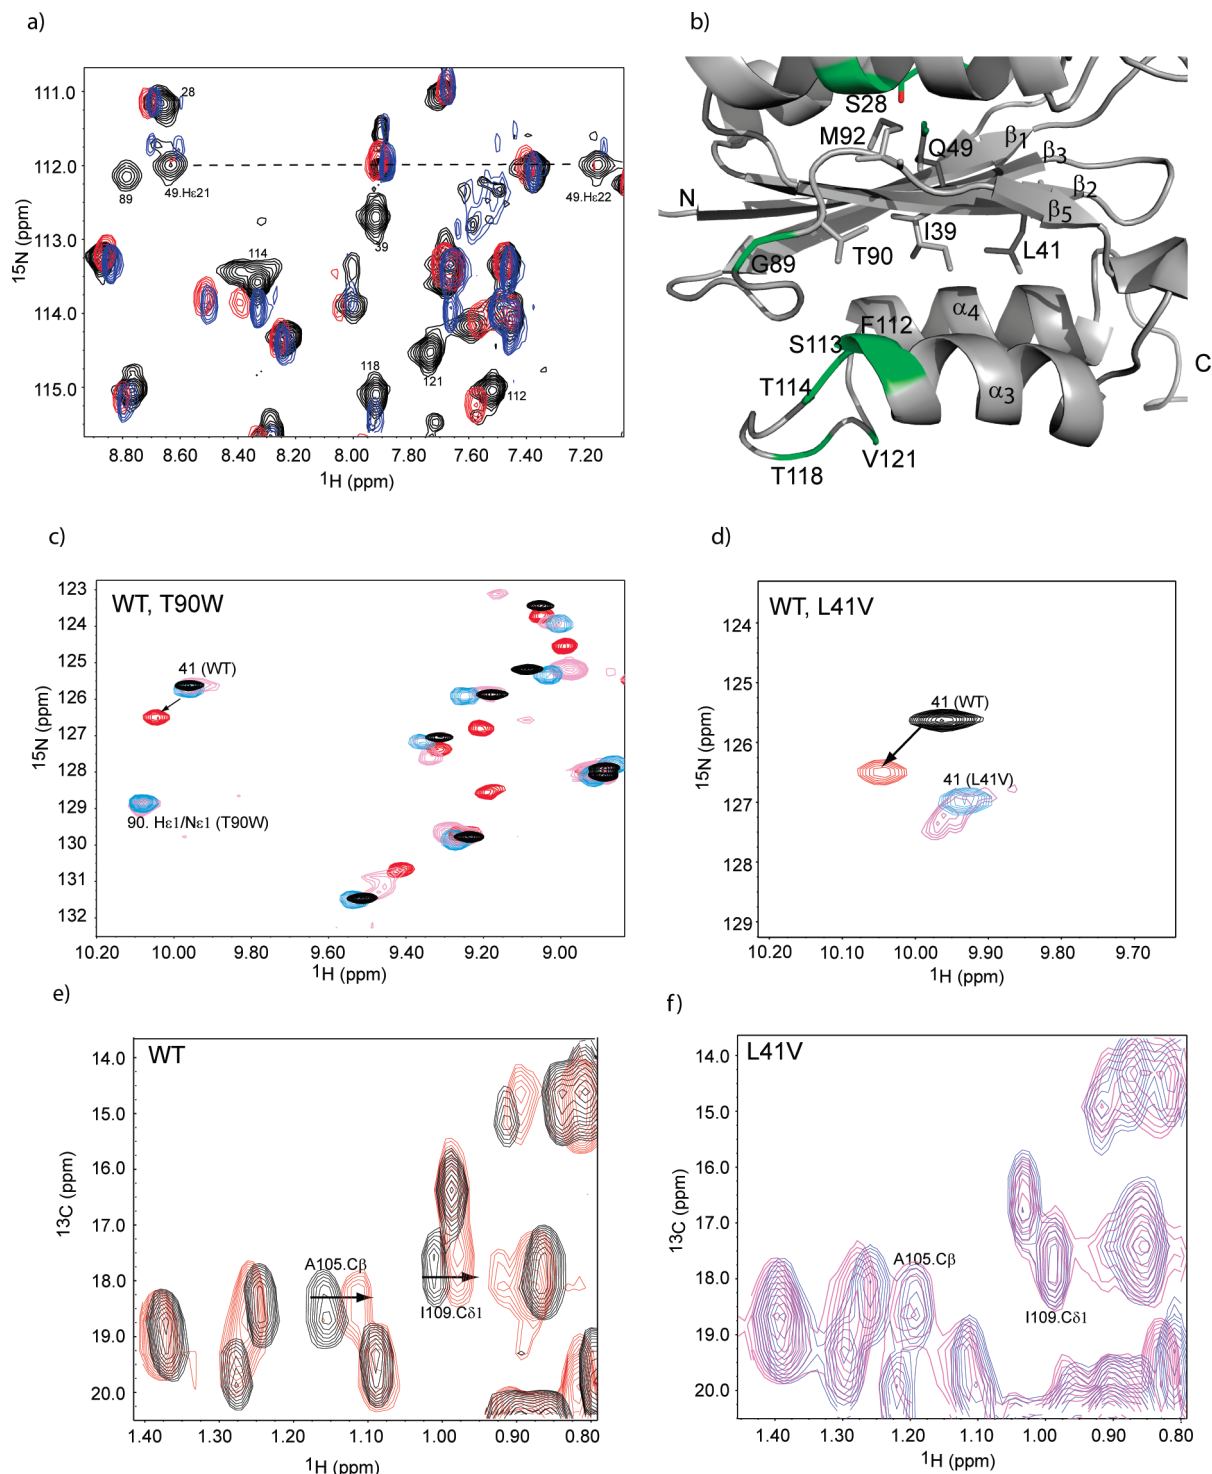 a)
111.0
112.0
113.0
114.0
115.0
15N (ppm)
8.80 8.60 8.40 8.20 8.00 7.80 7.60 7.40 7.20
1H (ppm)
28
89
49.Hε21
49.Hε22
39
114
118
121
112
b)
S28
M92
Q49
β1
β3
β2
β5
N
I39
T90
L41
G89
α4
F112
S113
T114
α3
C
V121
T118
c)
WT, T90W
123
124
125
126
127
128
129
130
131
132
15N (ppm)
41 (WT)
90. Hε1/Nε1 (T90W)
10.20 10.00 9.80 9.60 9.40 9.20 9.00
1H (ppm)
d)
WT, L41V
124
125
126
127
128
129
15N (ppm)
41 (WT)
41 (L41V)
10.20 10.10 10.00 9.90 9.80 9.70
1H (ppm)
e)
WT
14.0
15.0
16.0
17.0
18.0
19.0
20.0
13C (ppm)
A105.Cβ
I109.Cδ1
1.40 1.30 1.20 1.10 1.00 0.90 0.80
1H (ppm)
f)
L41V
14.0
15.0
16.0
17.0
18.0
19.0
20.0
13C (ppm)
A105.Cβ
I109.Cδ1
1.40 1.30 1.20 1.10 1.00 0.90 0.80
1H (ppm)